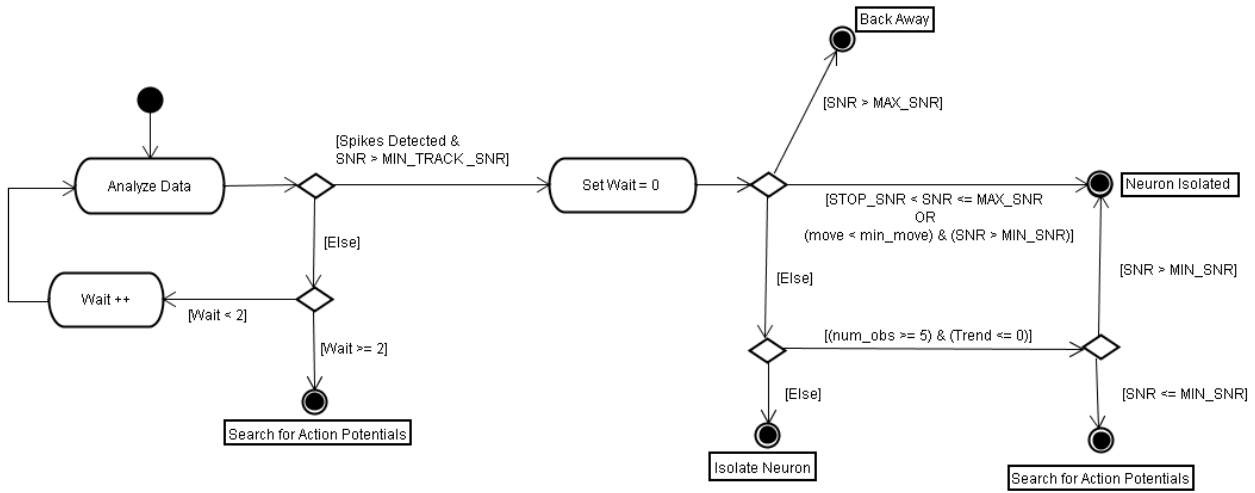 Back Away
[SNR > MAX_SNR]
[Spikes Detected &
SNR > MIN_TRACK_SNR]
Analyze Data
Set Wait = 0
Neuron Isolated
[STOP_SNR < SNR <= MAX_SNR
OR
(move < min_move) & (SNR > MIN_SNR)]
[Else]
[Else]
[SNR > MIN_SNR]
Wait ++
[Wait < 2]
[Wait >= 2]
[(num_obs >= 5) & (Trend <= 0)]
[Else]
[SNR <= MIN_SNR]
Search for Action Potentials
Isolate Neuron
Search for Action Potentials